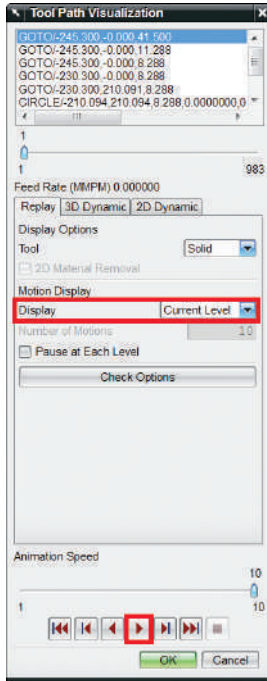 Tool Path Visualization
GOTO/-245.300,-0.000,41.500
GOTO/-245.300,-0.000,11.288
GOTO/-245.300,-0.000,8.288
GOTO/-230.300,-0.000,8.288
GOTO/-230.300,210.091,8.288
CIRCLE/-210.094,210.094,8.288,0.0000000,0
1
1 983
Feed Rate (MMPM) 0.000000
Replay 3D Dynamic 2D Dynamic
Display Options
Tool Solid
2D Material Removal
Motion Display
Display Current Level
Number of Motions 10
Pause at Each Level
Check Options
Animation Speed
10
1 10
OK Cancel